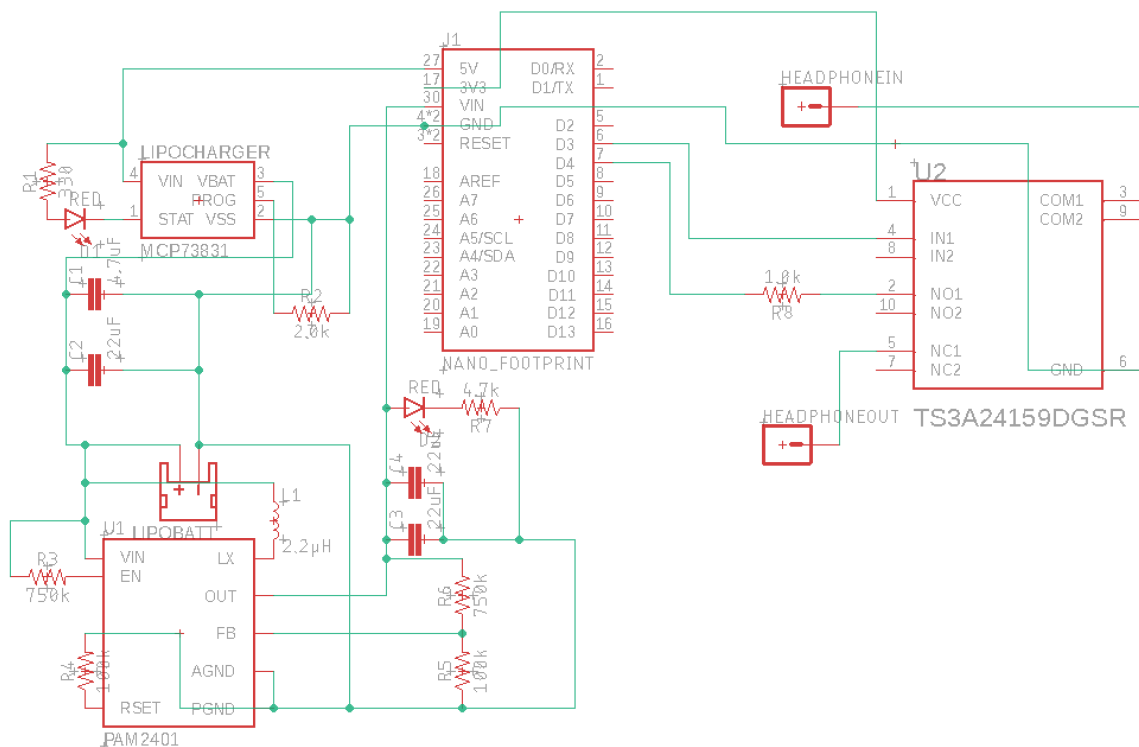 J1
27 5V D0/RX 2
17 3V3 D1/TX 1
30 VIN
4*2 GND D2 5
3*2 RESET D3 6
D4 7
18 AREF D5 8
26 A7 D6 9
25 A6 D7 10
24 A5/SCL D8 11
23 A4/SDA D9 12
22 A3 D10 13
21 A2 D11 14
20 A1 D12 15
19 A0 D13 16
NANO_FOOTPRINT
HEADPHONEIN
LIPOCHARGER
4 VIN VBAT 3
PROG 5
1 STAT VSS 2
MCP73831
R1
330
RED
D1
C1
4.7uF
C2
22uF
R2
2.0k
U2
1 VCC COM1 3
COM2 9
4 IN1
8 IN2
2 NO1
10 NO2
5 NC1
7 NC2 GND 6
TS3A24159DGSR
1.0k
R8
HEADPHONEOUT
RED
D2
4.7k
R7
C4
22uF
C3
22uF
L1
2.2µH
LIPOBATT
U1
VIN LX
EN
OUT
FB
AGND
RSET PGND
PAM2401
R3
750k
R4
100k
R6
750k
R5
100k